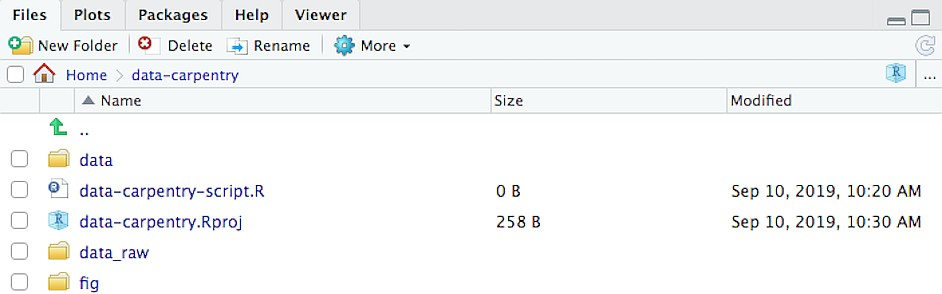 Files Plots Packages Help Viewer
New Folder Delete Rename More
Home data-carpentry R ...
Name Size Modified
..
data
R data-carpentry-script.R 0 B Sep 10, 2019, 10:20 AM
R data-carpentry.Rproj 258 B Sep 10, 2019, 10:30 AM
data_raw
fig